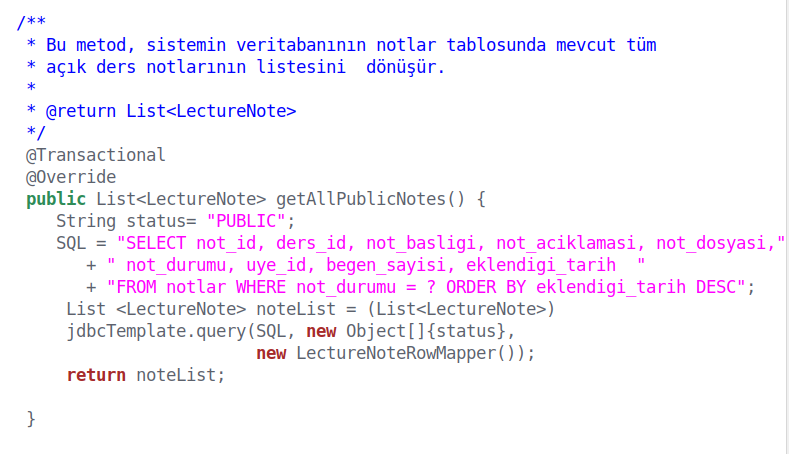 /**
 * Bu metod, sistemin veritabanının notlar tablosunda mevcut tüm
 * açık ders notlarının listesini  dönüşür.
 *
 * @return List<LectureNote>
 */
 @Transactional
 @Override
 public List<LectureNote> getAllPublicNotes() {
    String status= "PUBLIC";
    SQL = "SELECT not_id, ders_id, not_basligi, not_aciklamasi, not_dosyasi,"
       + " not_durumu, uye_id, begen_sayisi, eklendigi_tarih  "
       + "FROM notlar WHERE not_durumu = ? ORDER BY eklendigi_tarih DESC";
     List <LectureNote> noteList = (List<LectureNote>)
     jdbcTemplate.query(SQL, new Object[]{status},
                        new LectureNoteRowMapper());
     return noteList;

 }